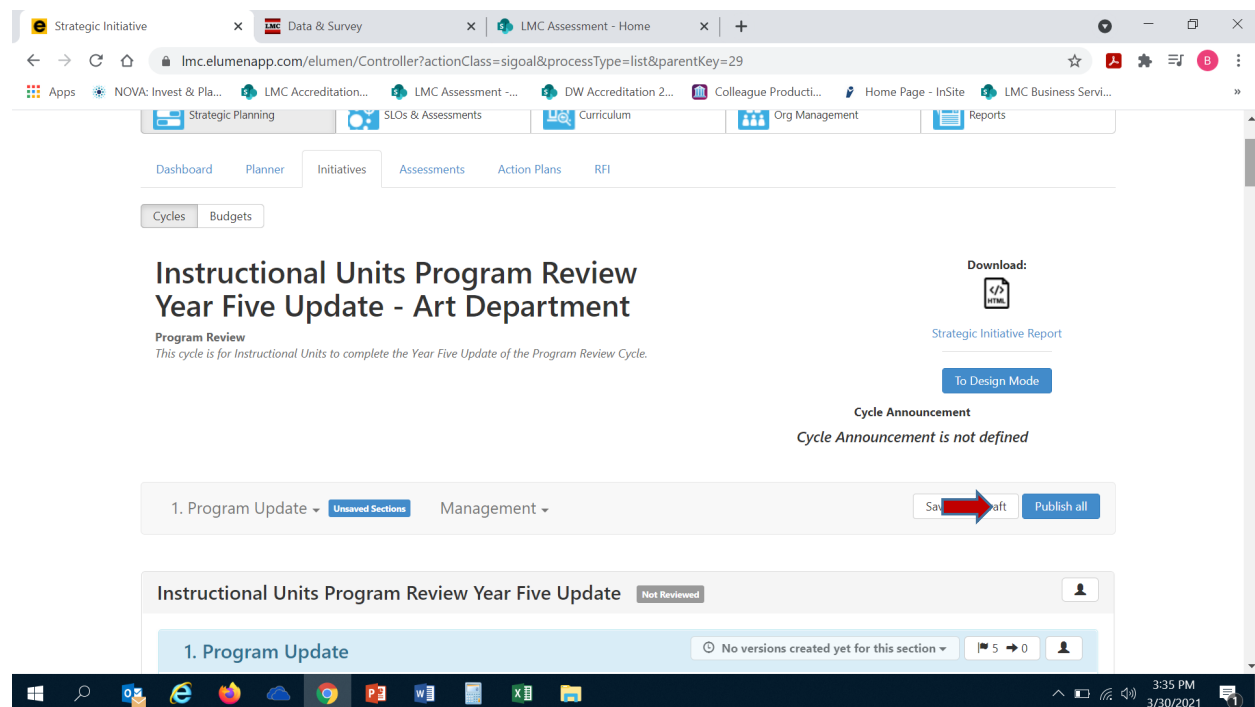 Strategic Initiative
LMC Data & Survey
LMC Assessment - Home
lmc.elumenapp.com/elumen/Controller?actionClass=sigoal&processType=list&parentKey=29
B
Apps NOVA: Invest & Pla... LMC Accreditation... LMC Assessment -... DW Accreditation 2... Colleague Producti... Home Page - InSite LMC Business Servi... »
Strategic Planning SLOs & Assessments Curriculum Org Management Reports
Dashboard Planner Initiatives Assessments Action Plans RFI
Cycles Budgets
Instructional Units Program Review
Year Five Update - Art Department
Program Review
This cycle is for Instructional Units to complete the Year Five Update of the Program Review Cycle.
Download:
HTML
Strategic Initiative Report
To Design Mode
Cycle Announcement
Cycle Announcement is not defined
1. Program Update Unsaved Sections Management Publish all
Instructional Units Program Review Year Five Update Not Reviewed
1. Program Update No versions created yet for this section 5 → 0
3:35 PM
3/30/2021
1